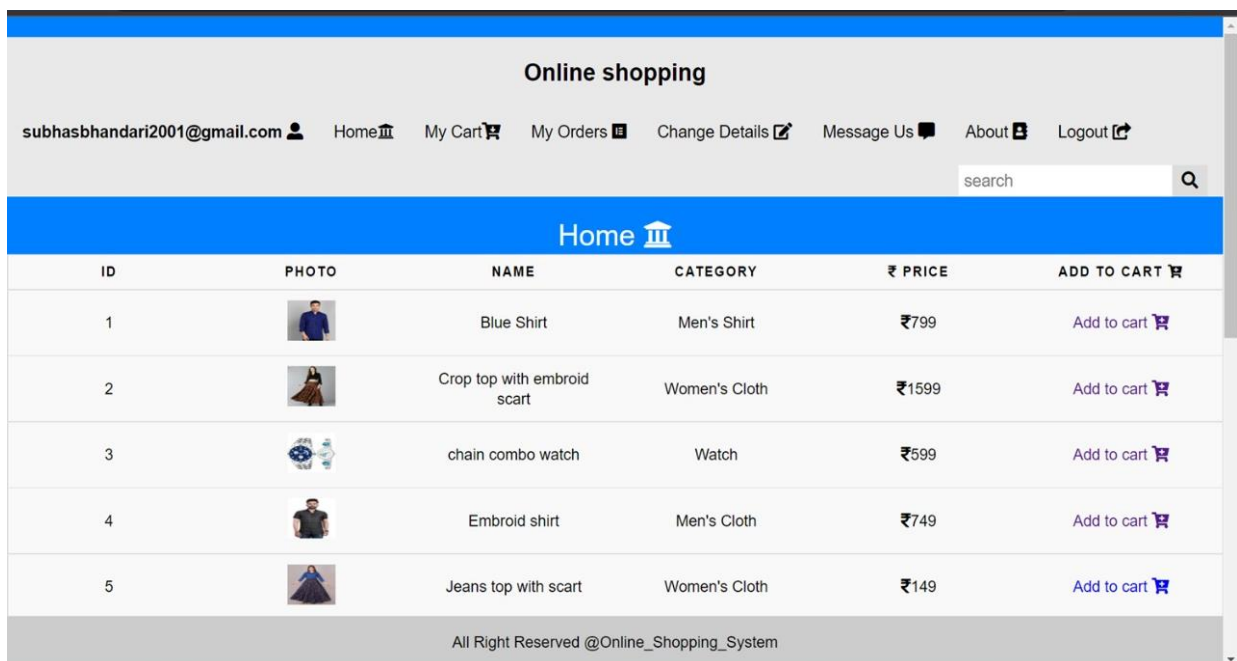 Online shopping
subhasbhandari2001@gmail.com Home My Cart My Orders Change Details Message Us About Logout
search
Home
ID PHOTO NAME CATEGORY ₹ PRICE ADD TO CART
1 Blue Shirt Men's Shirt ₹799 Add to cart
2 Crop top with embroid scart Women's Cloth ₹1599 Add to cart
3 chain combo watch Watch ₹599 Add to cart
4 Embroid shirt Men's Cloth ₹749 Add to cart
5 Jeans top with scart Women's Cloth ₹149 Add to cart
All Right Reserved @Online_Shopping_System